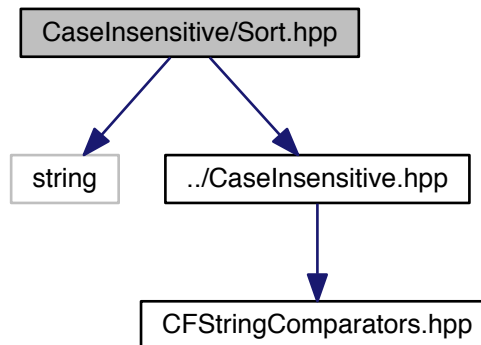 CaseInsensitive/Sort.hpp
string
../CaseInsensitive.hpp
CFStringComparators.hpp